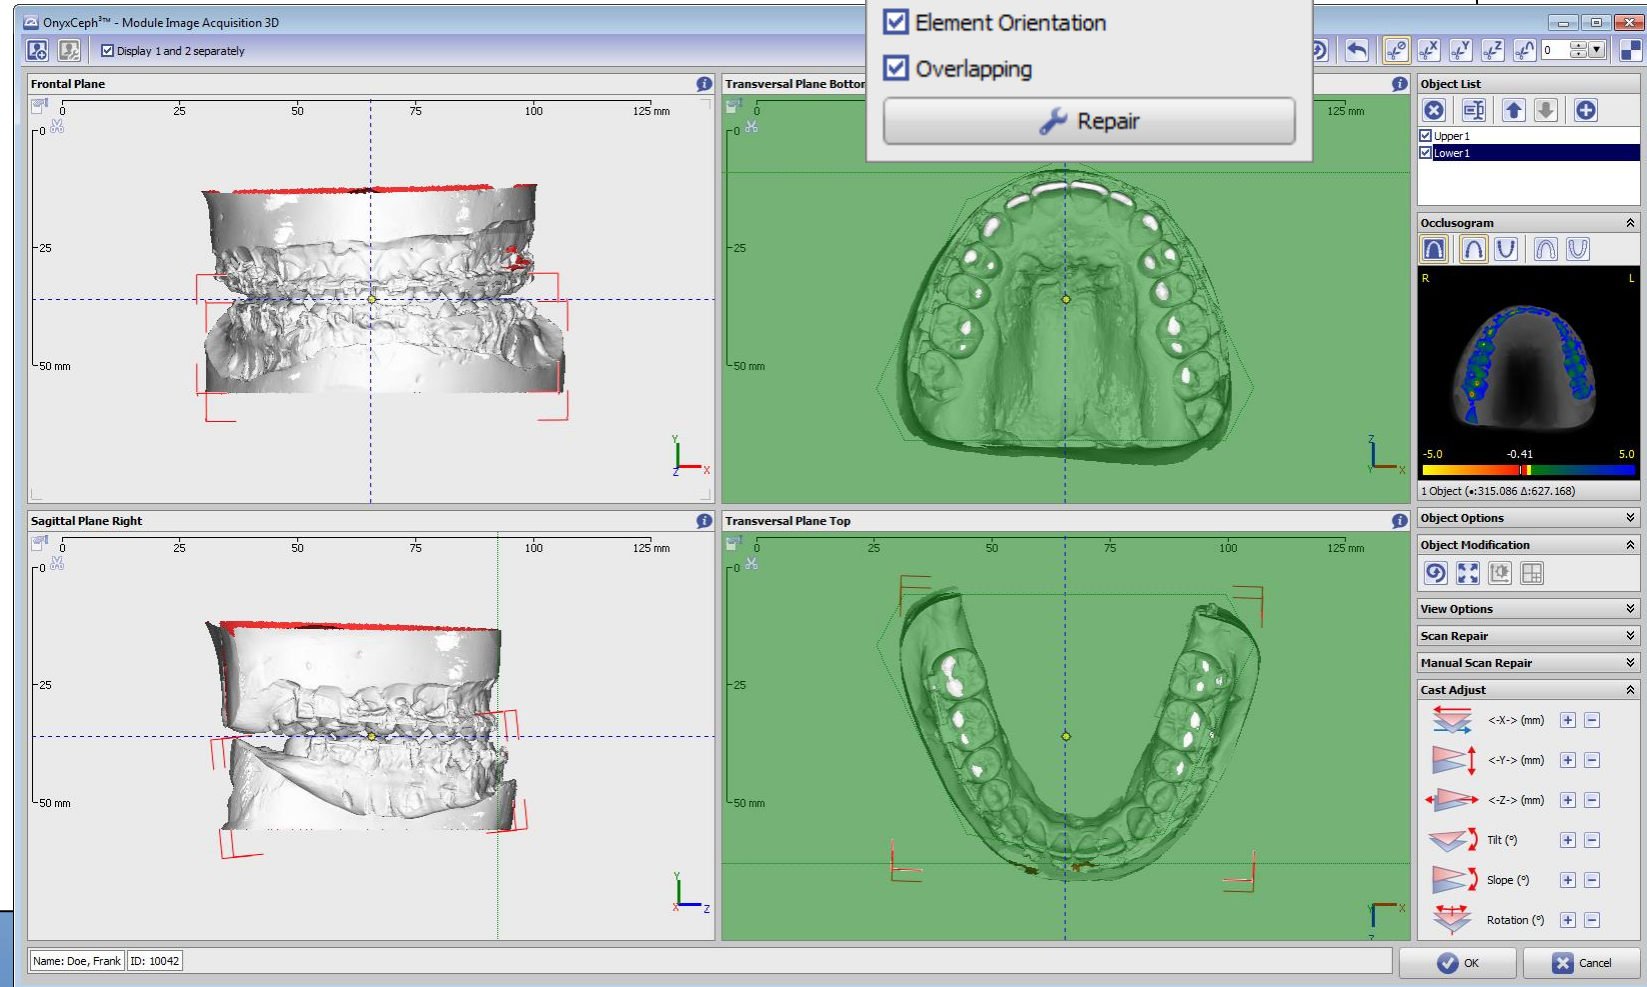 OnyxCeph³™ - Module Image Acquisition 3D
Element Orientation
Overlapping
Repair
Display 1 and 2 separately
X
Y
Z
0
Frontal Plane
0 25 50 75 100 125 mm
0
25
50 mm
Y
Z X
Transversal Plane Bottom
0 125 mm
0
25
50 mm
Z
Y X
Sagittal Plane Right
0 25 50 75 100 125 mm
0
25
50 mm
Y
X Z
Transversal Plane Top
0 25 50 75 100 125 mm
0
25
50 mm
Y X
Z
Object List
Upper1
Lower1
Occlusogram
R L
-5.0 -0.41 5.0
1 Object (•:315.086 Δ:627.168)
Object Options
Object Modification
View Options
Scan Repair
Manual Scan Repair
Cast Adjust
<-X-> (mm)
<-Y-> (mm)
<-Z-> (mm)
Tilt (°)
Slope (°)
Rotation (°)
Name: Doe, Frank ID: 10042
OK
Cancel